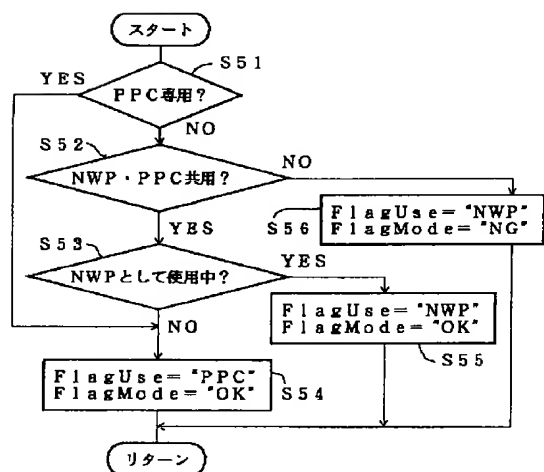 スタート
S51
YES
PPC専用?
NO
S52
NWP・PPC共用?
NO
S56
FlagUse="NWP"
FlagMode="NG"
YES
S53
NWPとして使用中?
YES
FlagUse="NWP"
FlagMode="OK"
S55
NO
FlagUse="PPC"
FlagMode="OK"
S54
リターン